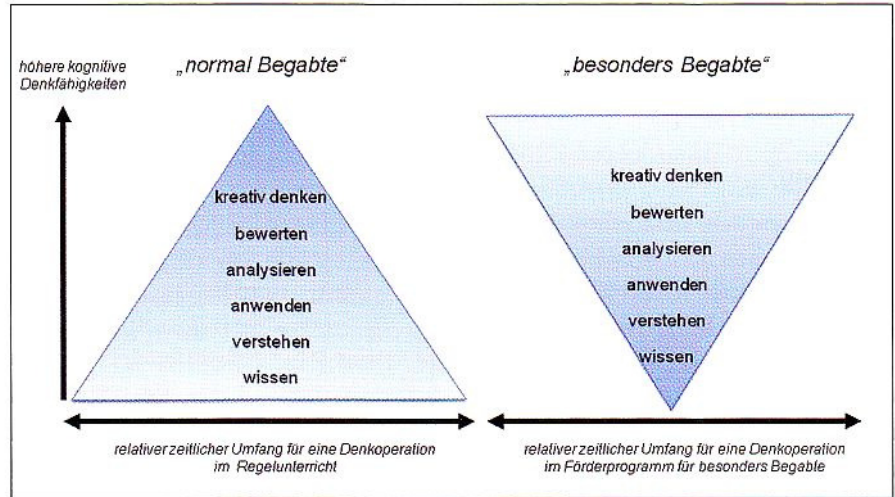 höhere kognitive
Denkfähigkeiten
„normal Begabte“
„besonders Begabte“
kreativ denken
bewerten
analysieren
anwenden
verstehen
wissen
kreativ denken
bewerten
analysieren
anwenden
verstehen
wissen
relativer zeitlicher Umfang für eine Denkoperation
im Regelunterricht
relativer zeitlicher Umfang für eine Denkoperation
im Förderprogramm für besonders Begable